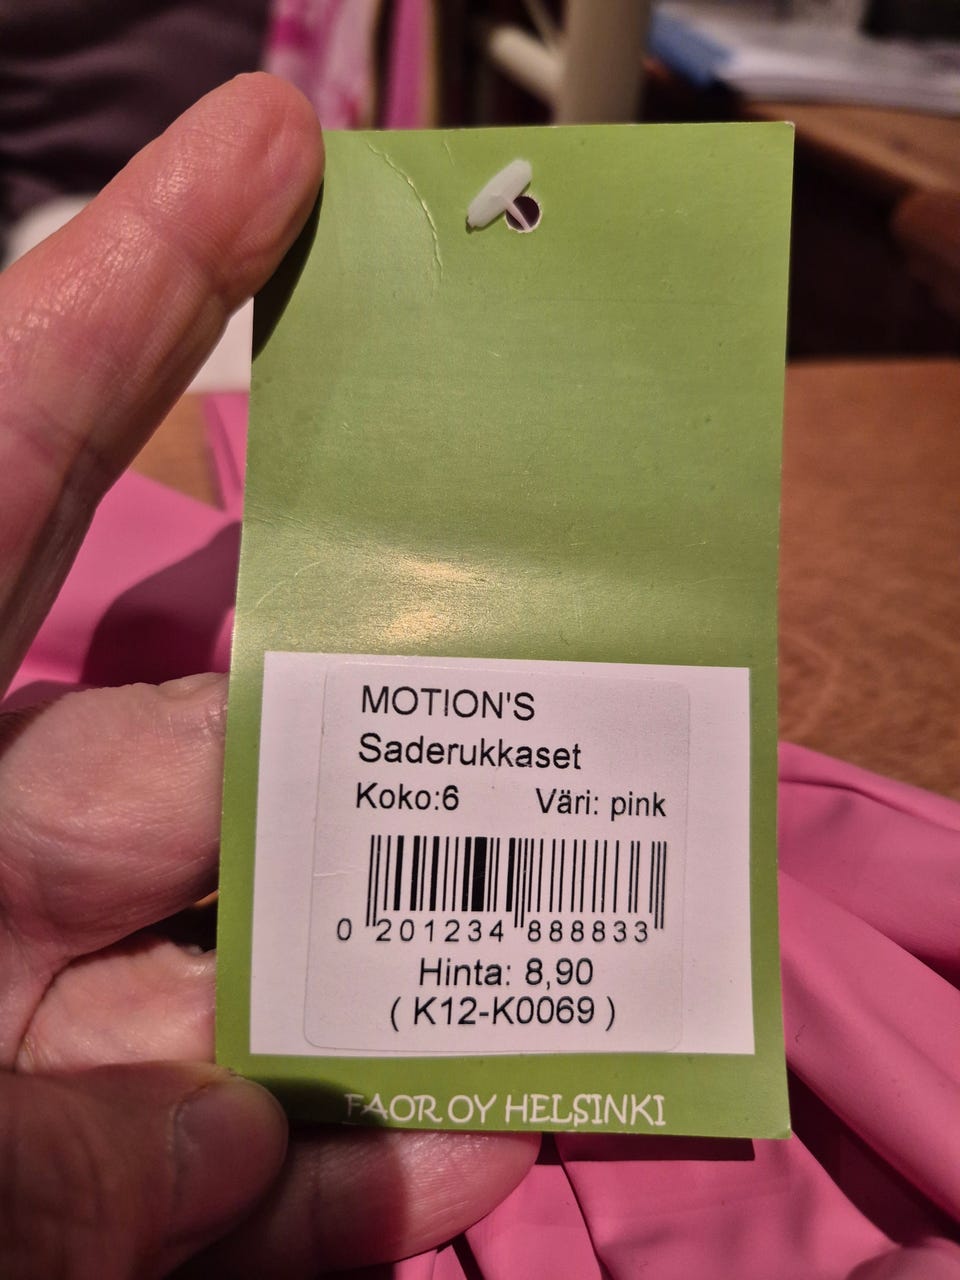 MOTION'S
Saderukkaset
Koko:6 Väri: pink
0 201234 888833
Hinta: 8,90
( K12-K0069 )
FAOR OY HELSINKI